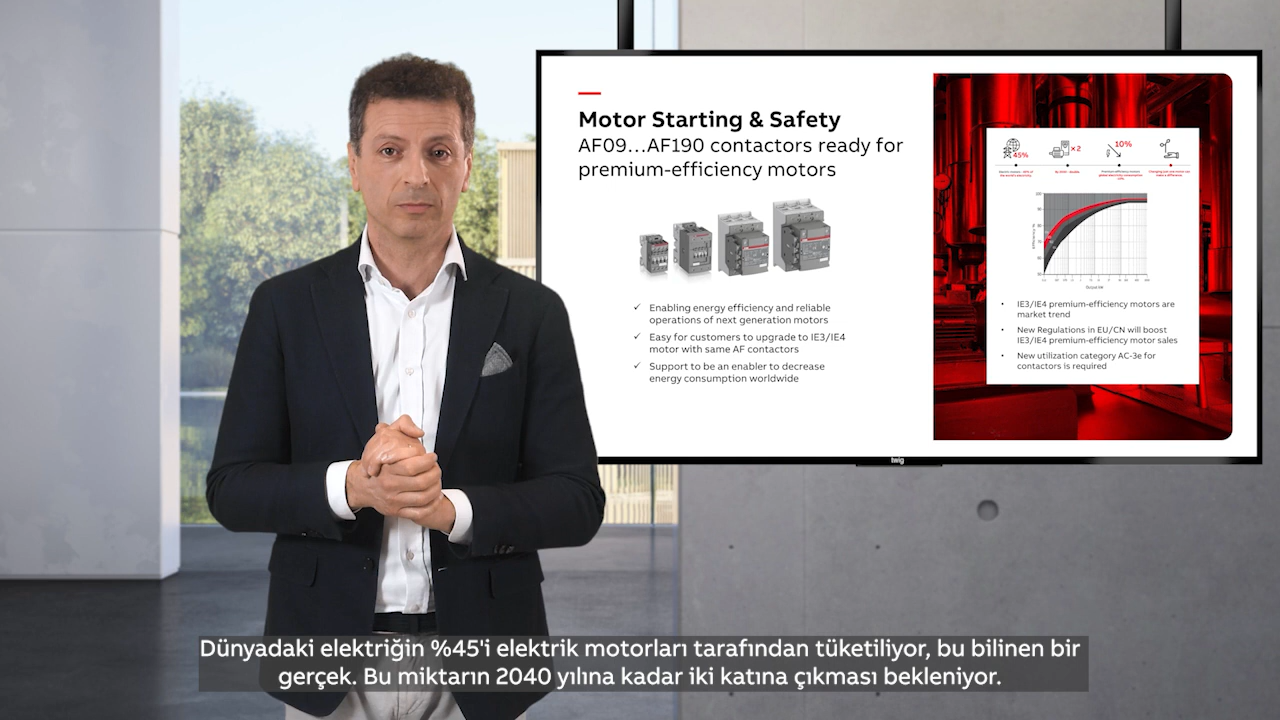 Motor Starting & Safety
AF09...AF190 contactors ready for
premium-efficiency motors
✓ Enabling energy efficiency and reliable
operations of next generation motors
✓ Easy for customers to upgrade to IE3/IE4
motor with same AF contactors
✓ Support to be an enabler to decrease
energy consumption worldwide
45%
×2
10%
Efficiency %
Output kW
• IE3/IE4 premium-efficiency motors are
market trend
• New Regulations in EU/CN will boost
IE3/IE4 premium-efficiency motor sales
• New utilization category AC-3e for
contactors is required
twig
Dünyadaki elektriğin %45'i elektrik motorları tarafından tüketiliyor, bu bilinen bir
gerçek. Bu miktarın 2040 yılına kadar iki katına çıkması bekleniyor.